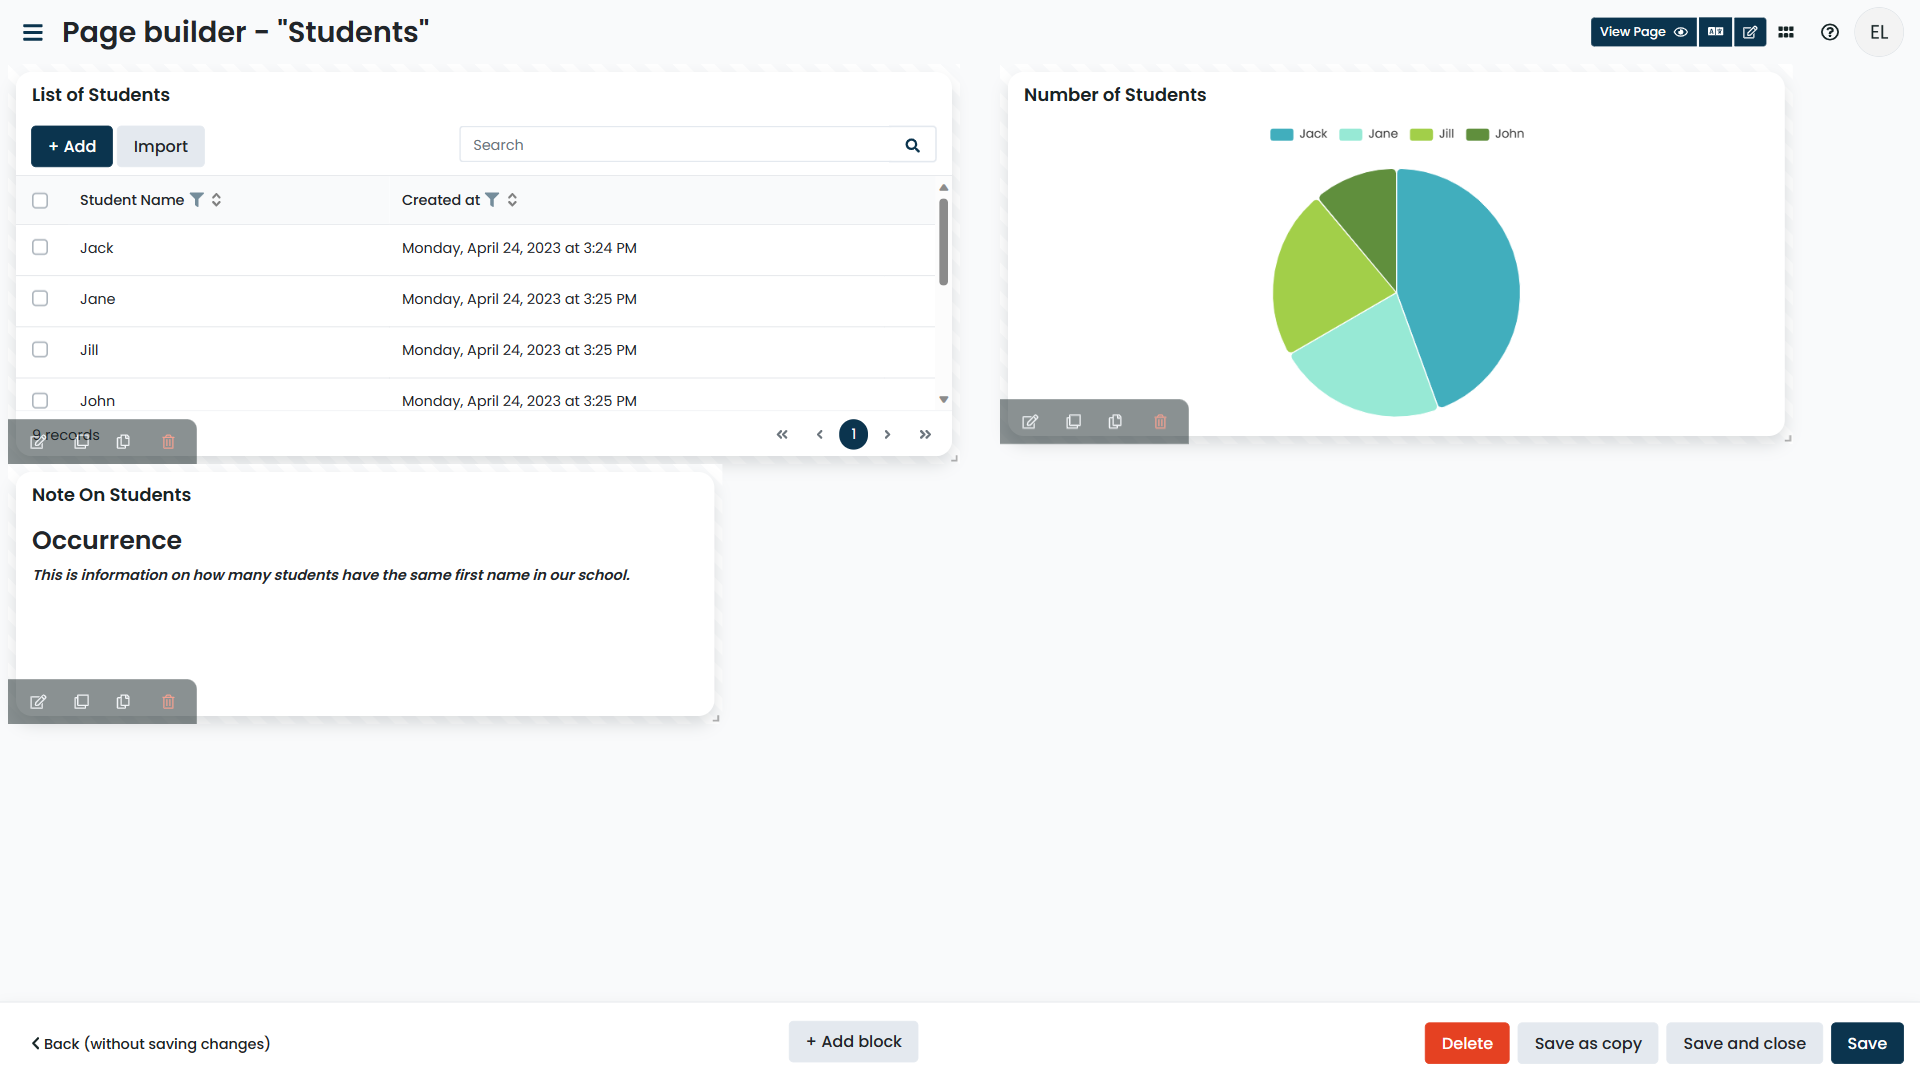 Page builder - "Students"
View Page
EL
List of Students
+ Add
Import
Search
Student Name
Created at
Jack
Monday, April 24, 2023 at 3:24 PM
Jane
Monday, April 24, 2023 at 3:25 PM
Jill
Monday, April 24, 2023 at 3:25 PM
John
Monday, April 24, 2023 at 3:25 PM
9 records
1
Number of Students
Jack
Jane
Jill
John
Note On Students
Occurrence
This is information on how many students have the same first name in our school.
Back (without saving changes)
+ Add block
Delete
Save as copy
Save and close
Save